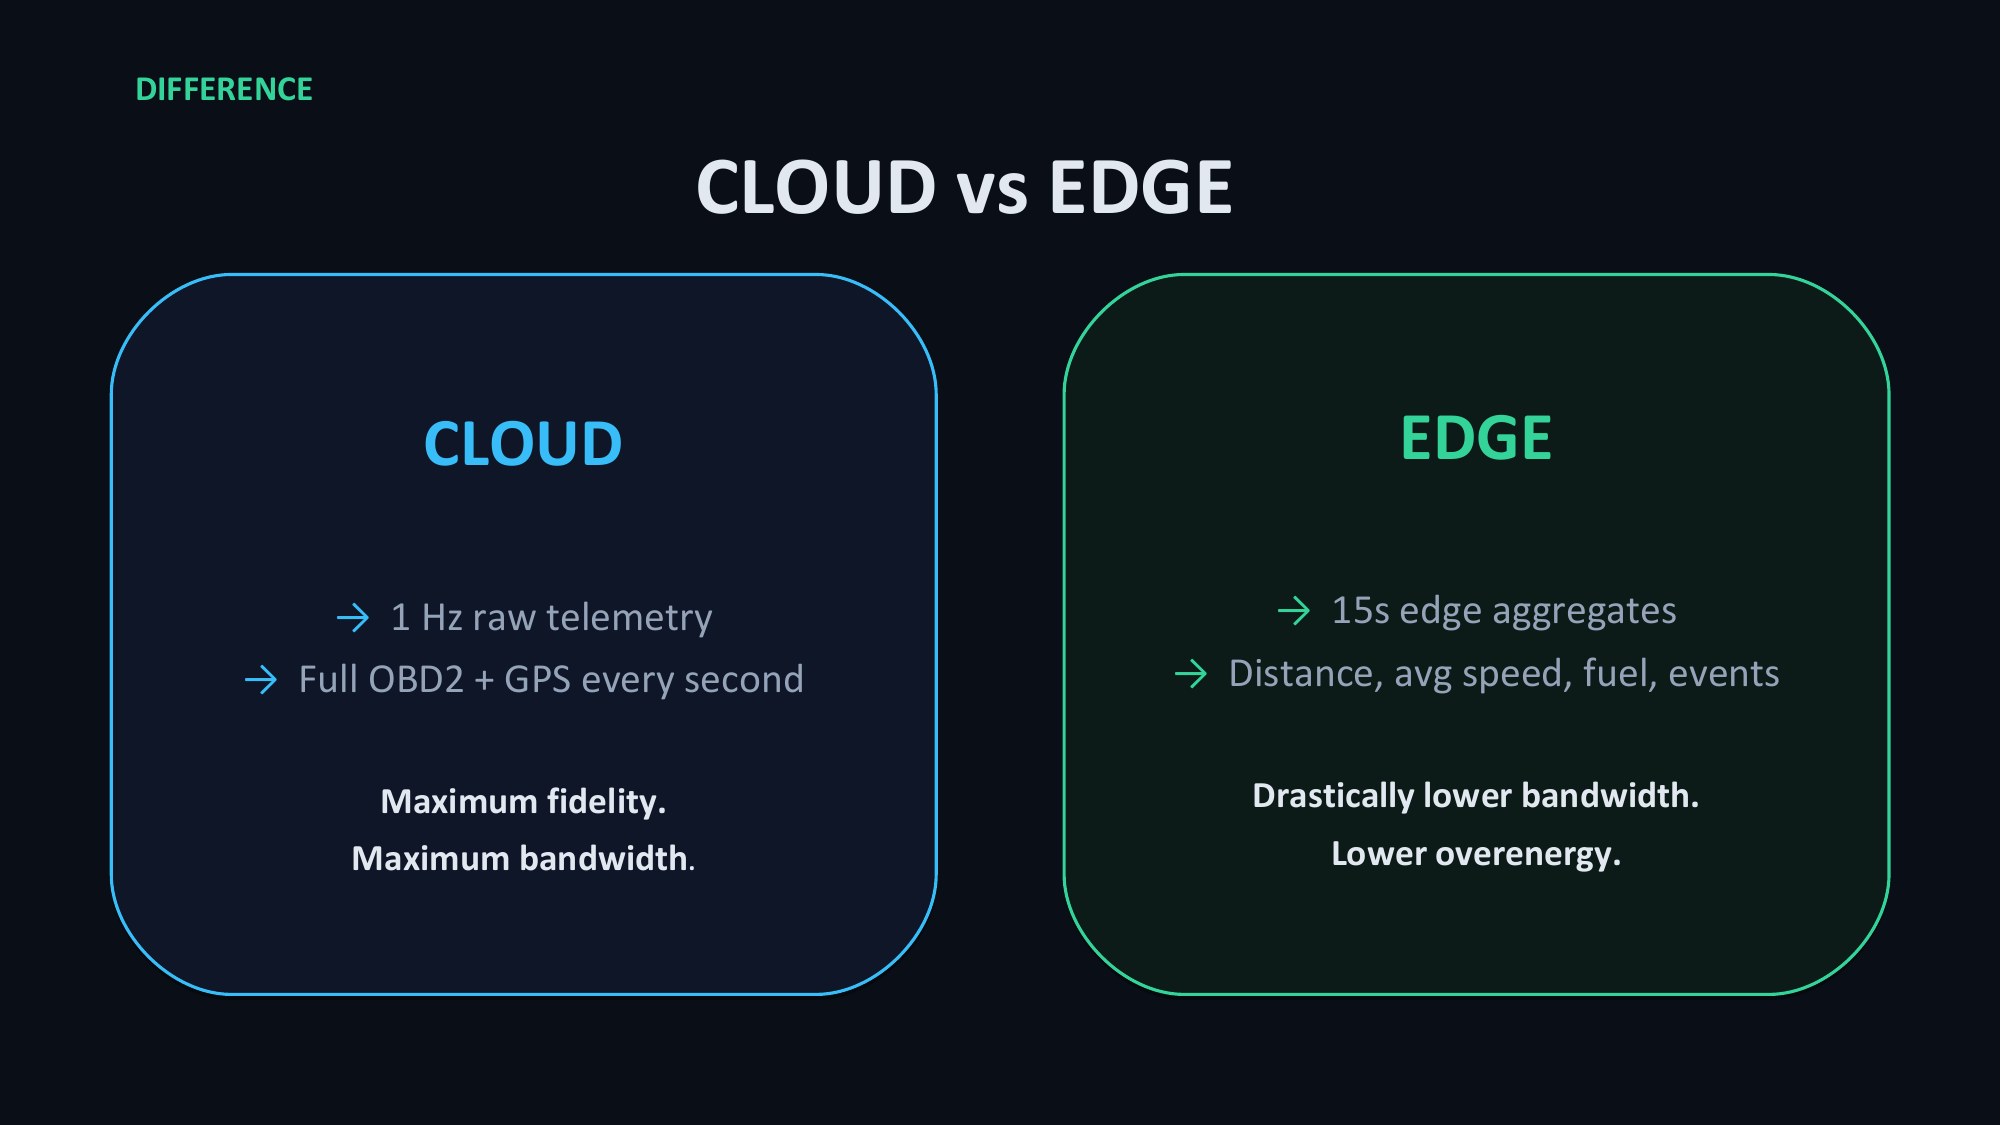 DIFFERENCE
CLOUD vs EDGE
CLOUD
→ 1 Hz raw telemetry
→ Full OBD2 + GPS every second
Maximum fidelity.
Maximum bandwidth.
EDGE
→ 15s edge aggregates
→ Distance, avg speed, fuel, events
Drastically lower bandwidth.
Lower overenergy.